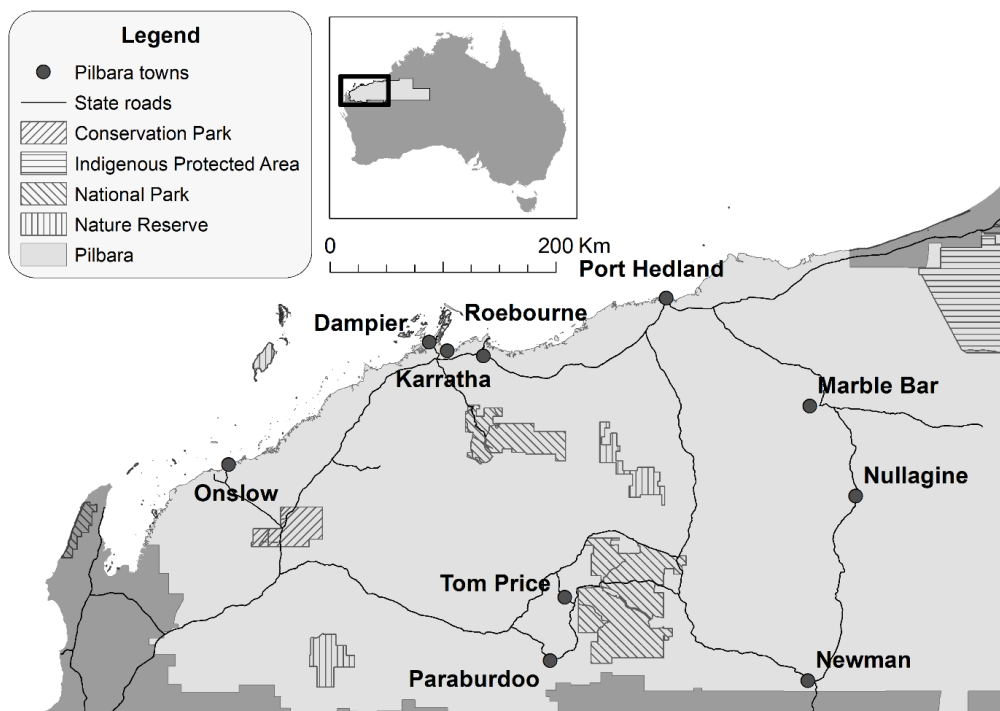 Legend
Pilbara towns
State roads
Conservation Park
Indigenous Protected Area
National Park
Nature Reserve
Pilbara
0 200 Km
Port Hedland
Roebourne
Dampier
Karratha
Marble Bar
Nullagine
Onslow
Tom Price
Newman
Paraburdoo